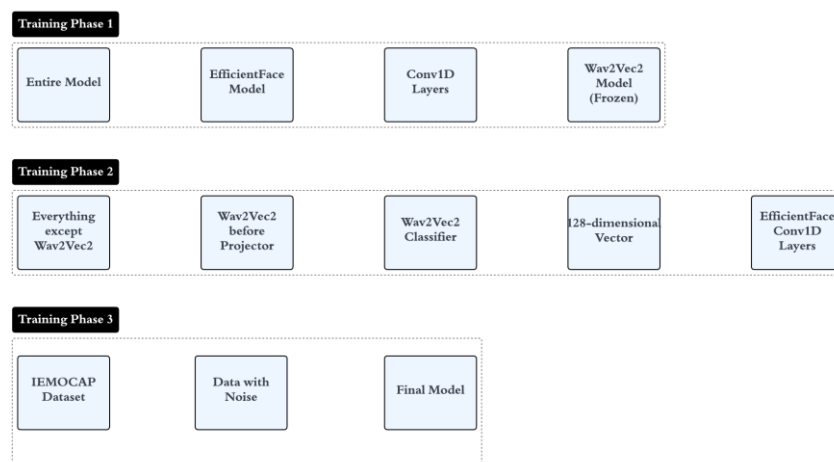 Training Phase 1
Entire Model
EfficientFace
Model
Conv1D
Layers
Wav2Vec2
Model
(Frozen)
Training Phase 2
Everything
except
Wav2Vec2
Wav2Vec2
before
Projector
Wav2Vec2
Classifier
128-dimensional
Vector
EfficientFace
Conv1D
Layers
Training Phase 3
IEMOCAP
Dataset
Data with
Noise
Final Model